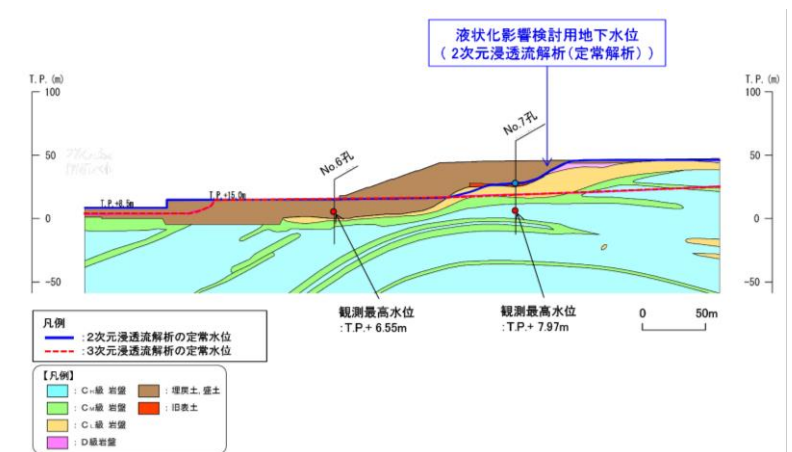 液状化影響検討用地下水位
( 2次元浸透流解析(定常解析) )
T.P. (m)
T.P. (m)
100
100
No.7孔
No.6孔
50
50
T.P.+8.5m
T.P.+15.0m
0
0
-50
-50
観測最高水位
:T.P.+ 6.55m
観測最高水位
:T.P.+ 7.97m
0 50m
凡例
:2次元浸透流解析の定常水位
:3次元浸透流解析の定常水位
【凡例】
: CH級 岩盤
: 埋戻土, 盛土
: CM級 岩盤
: 旧表土
: CL級 岩盤
: D級岩盤